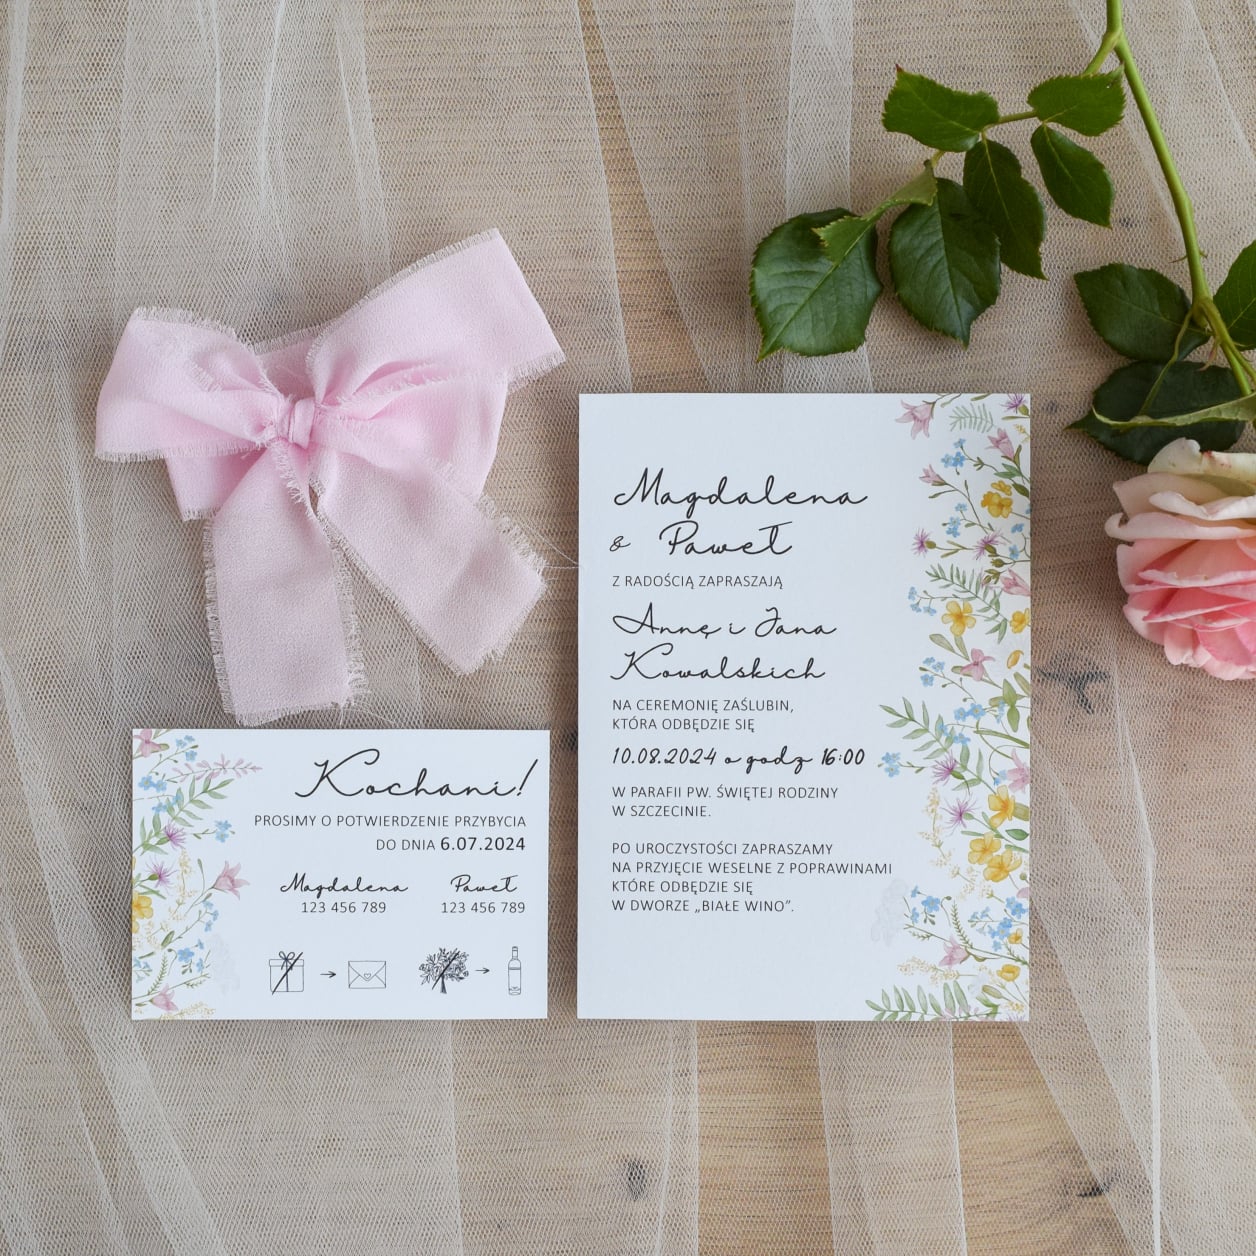 Magdalena
& Paweł
Z RADOŚCIĄ ZAPRASZAJĄ
Annę i Jana
Kowalskich
NA CEREMONIĘ ZAŚLUBIN,
KTÓRA ODBĘDZIE SIĘ
10.08.2024 o godz 16:00
W PARAFII PW. ŚWIĘTEJ RODZINY
W SZCZECINIE.
PO UROCZYSTOŚCI ZAPRASZAMY
NA PRZYJĘCIE WESELNE Z POPRAWINAMI
KTÓRE ODBĘDZIE SIĘ
W DWORZE „BIAŁE WINO”.
Kochani!
PROSIMY O POTWIERDZENIE PRZYBYCIA
DO DNIA 6.07.2024
Magdalena Paweł
123 456 789 123 456 789